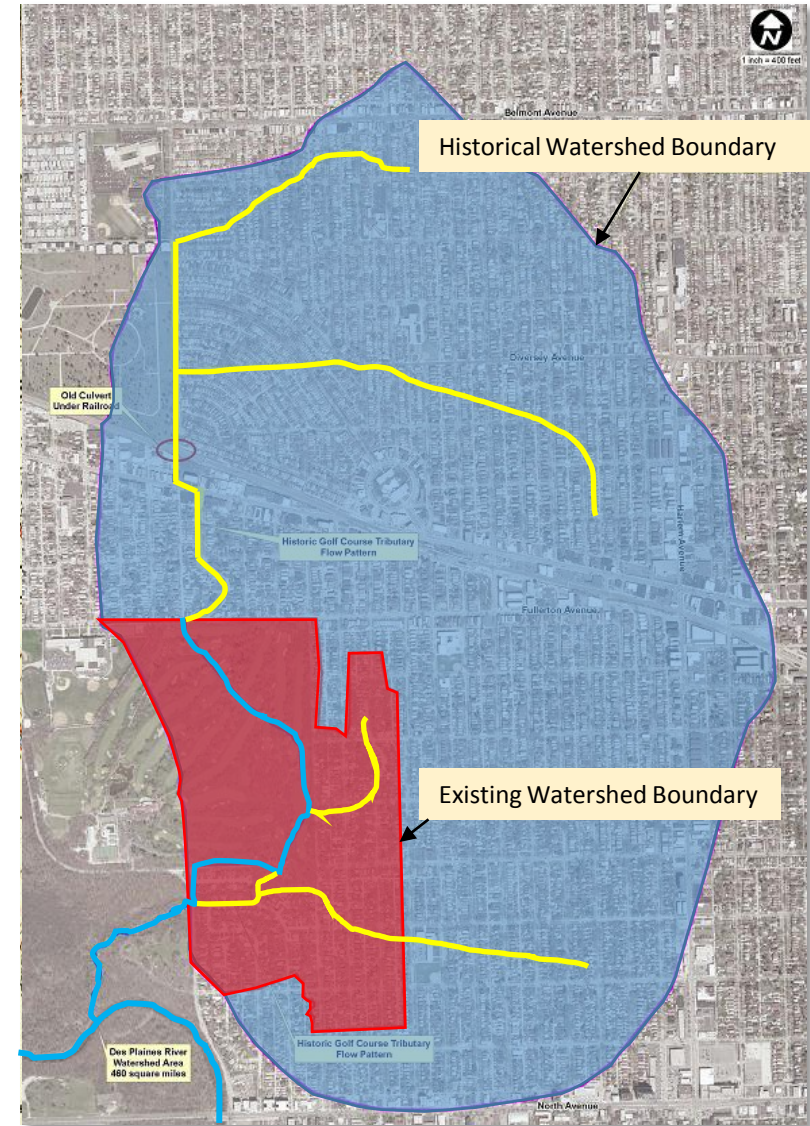 N
1 inch = 400 feet
Belmont Avenue
Historical Watershed Boundary
Diversey Avenue
Old Culvert
Under Railroad
Harlem Avenue
Historic Golf Course Tributary
Flow Pattern
Fullerton Avenue
Existing Watershed Boundary
Historic Golf Course Tributary
Flow Pattern
Des Plaines River
Watershed Area
460 square miles
North Avenue